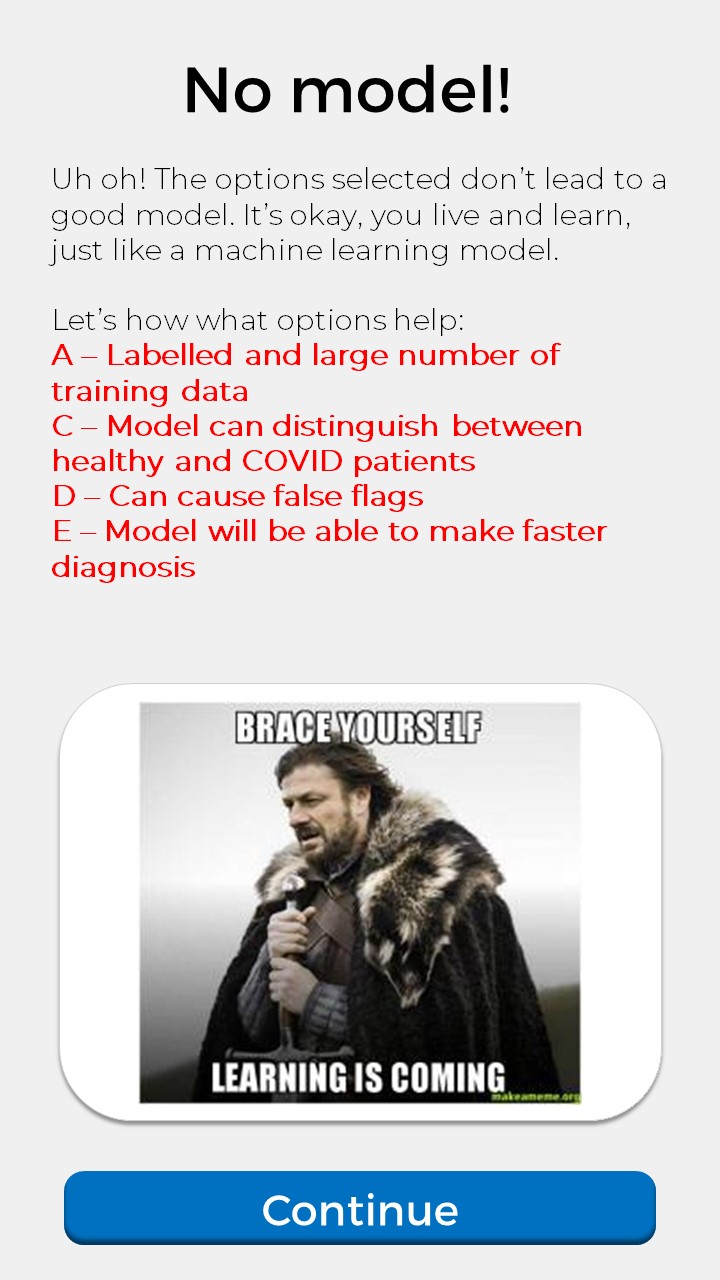 No model!
Uh oh! The options selected don't lead to a
good model. It's okay, you live and learn,
just like a machine learning model.
Let's how what options help:
A – Labelled and large number of
training data
C – Model can distinguish between
healthy and COVID patients
D – Can cause false flags
E – Model will be able to make faster
diagnosis
BRACE YOURSELF
LEARNING IS COMING
makeameme.org
Continue